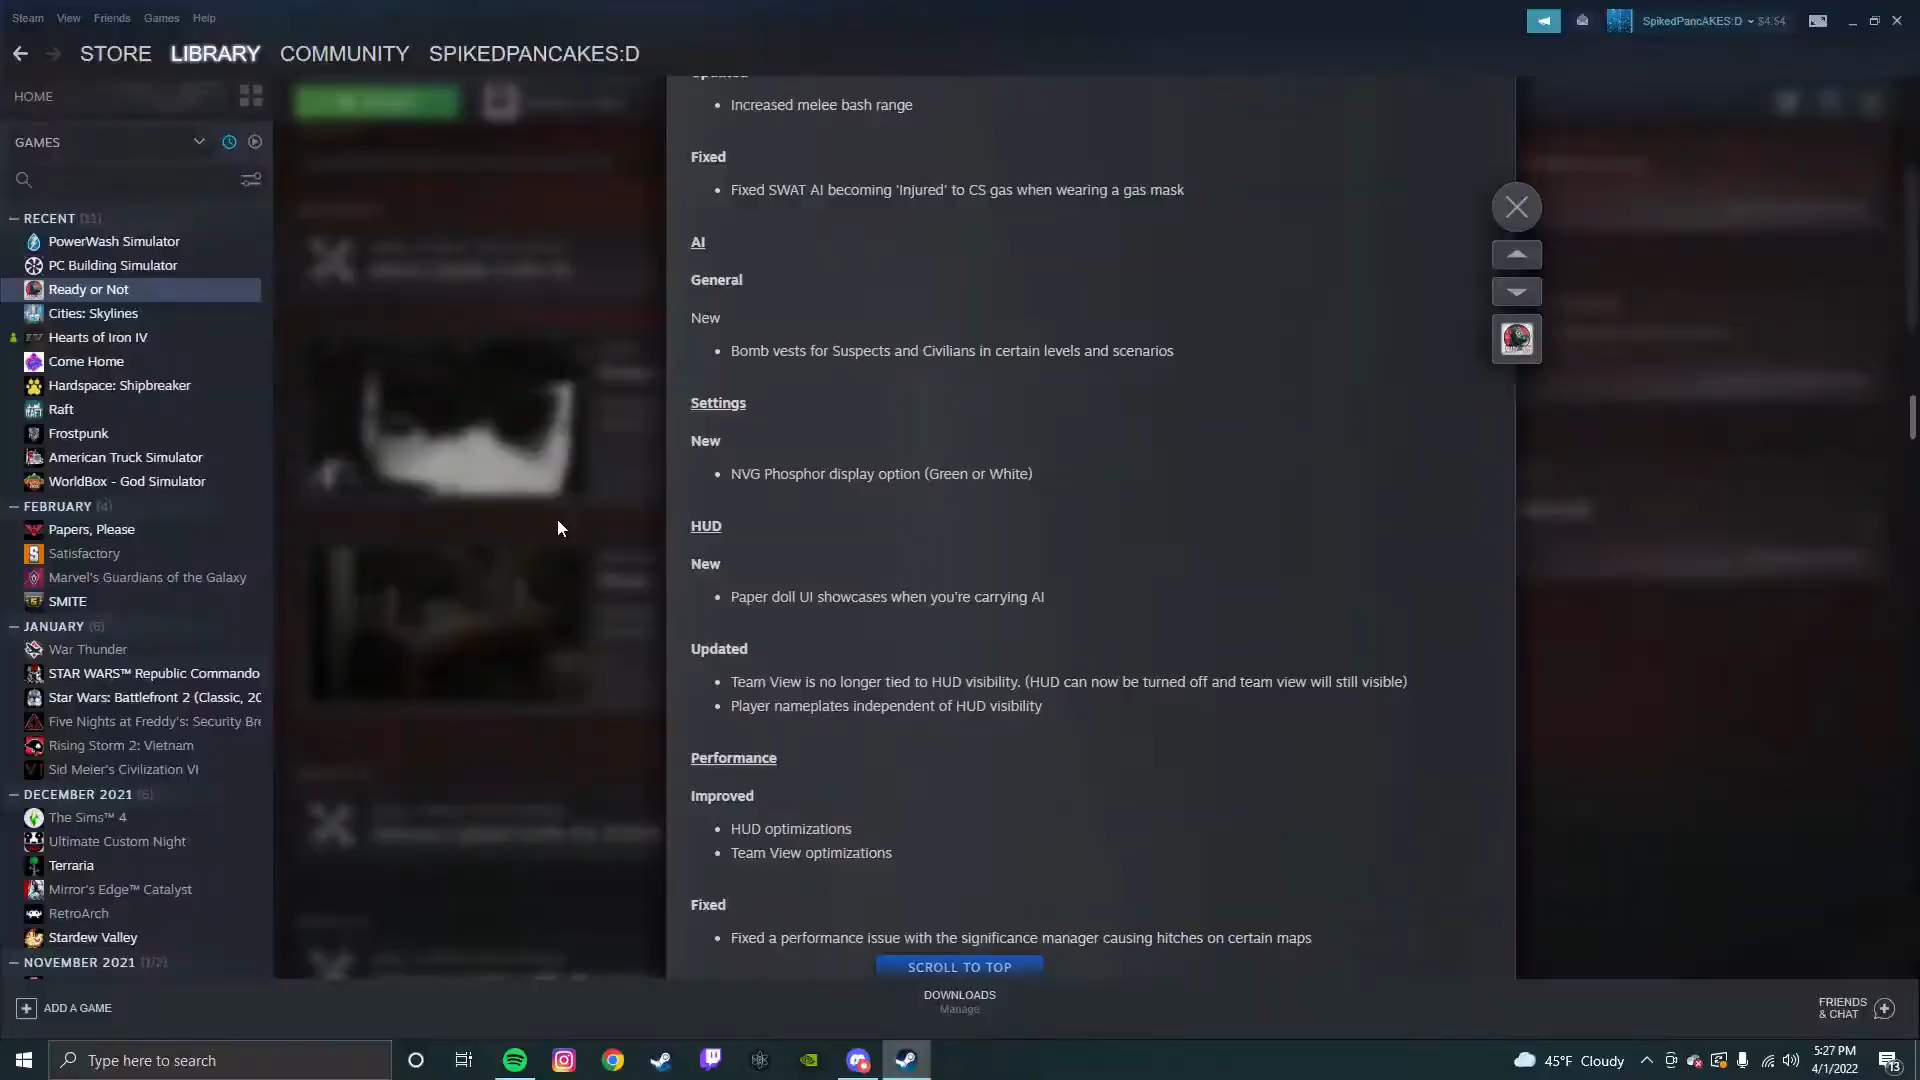 Steam View Friends Games Help
SpikedPancAKES:D $4.54
STORE LIBRARY COMMUNITY SPIKEDPANCAKES:D
HOME
GAMES
RECENT (11)
PowerWash Simulator
PC Building Simulator
Ready or Not
Cities: Skylines
Hearts of Iron IV
Come Home
Hardspace: Shipbreaker
Raft
Frostpunk
American Truck Simulator
WorldBox - God Simulator
FEBRUARY (4)
Papers, Please
Satisfactory
Marvel's Guardians of the Galaxy
SMITE
JANUARY (6)
War Thunder
STAR WARS™ Republic Commando
Star Wars: Battlefront 2 (Classic, 20
Five Nights at Freddy's: Security Bre
Rising Storm 2: Vietnam
Sid Meier's Civilization VI
DECEMBER 2021 (6)
The Sims™ 4
Ultimate Custom Night
Terraria
Mirror's Edge™ Catalyst
RetroArch
Stardew Valley
NOVEMBER 2021 (1/2)
ADD A GAME
Updated
Increased melee bash range
Fixed
Fixed SWAT AI becoming 'Injured' to CS gas when wearing a gas mask
AI
General
New
Bomb vests for Suspects and Civilians in certain levels and scenarios
Settings
New
NVG Phosphor display option (Green or White)
HUD
New
Paper doll UI showcases when you're carrying AI
Updated
Team View is no longer tied to HUD visibility. (HUD can now be turned off and team view will still visible)
Player nameplates independent of HUD visibility
Performance
Improved
HUD optimizations
Team View optimizations
Fixed
Fixed a performance issue with the significance manager causing hitches on certain maps
SCROLL TO TOP
DOWNLOADS
Manage
FRIENDS
& CHAT
Type here to search
45°F Cloudy
5:27 PM
4/1/2022
13